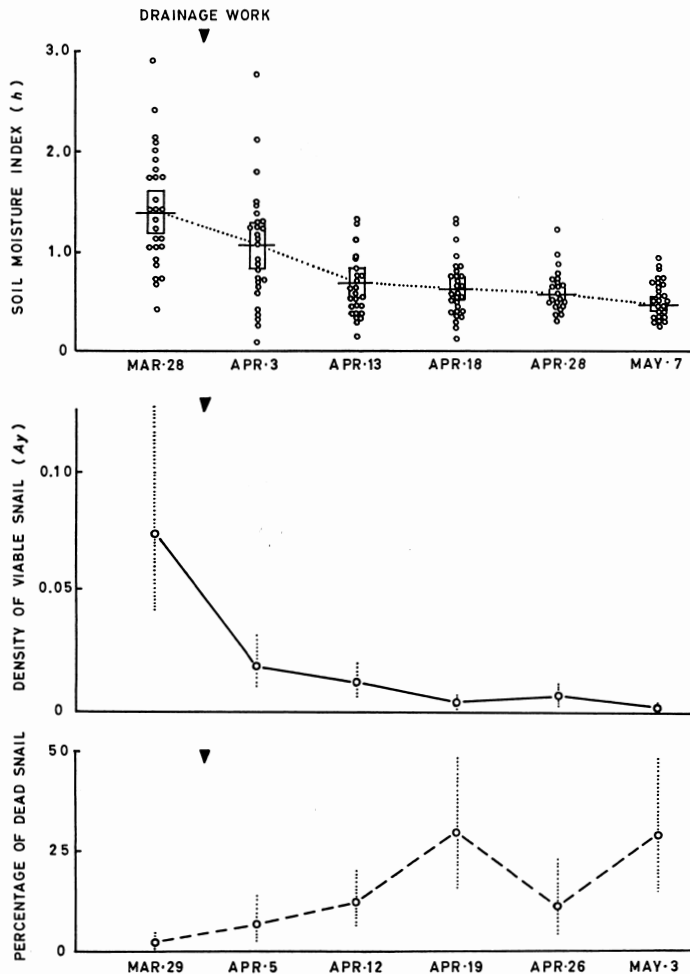 DRAINAGE WORK
SOIL MOISTURE INDEX (h)
3.0
2.0
1.0
0
MAR·28 APR·3 APR·13 APR·18 APR·28 MAY·7
DENSITY OF VIABLE SNAIL (Ay)
0.10
0.05
0
PERCENTAGE OF DEAD SNAIL
50
25
0
MAR·29 APR·5 APR·12 APR·19 APR·26 MAY·3